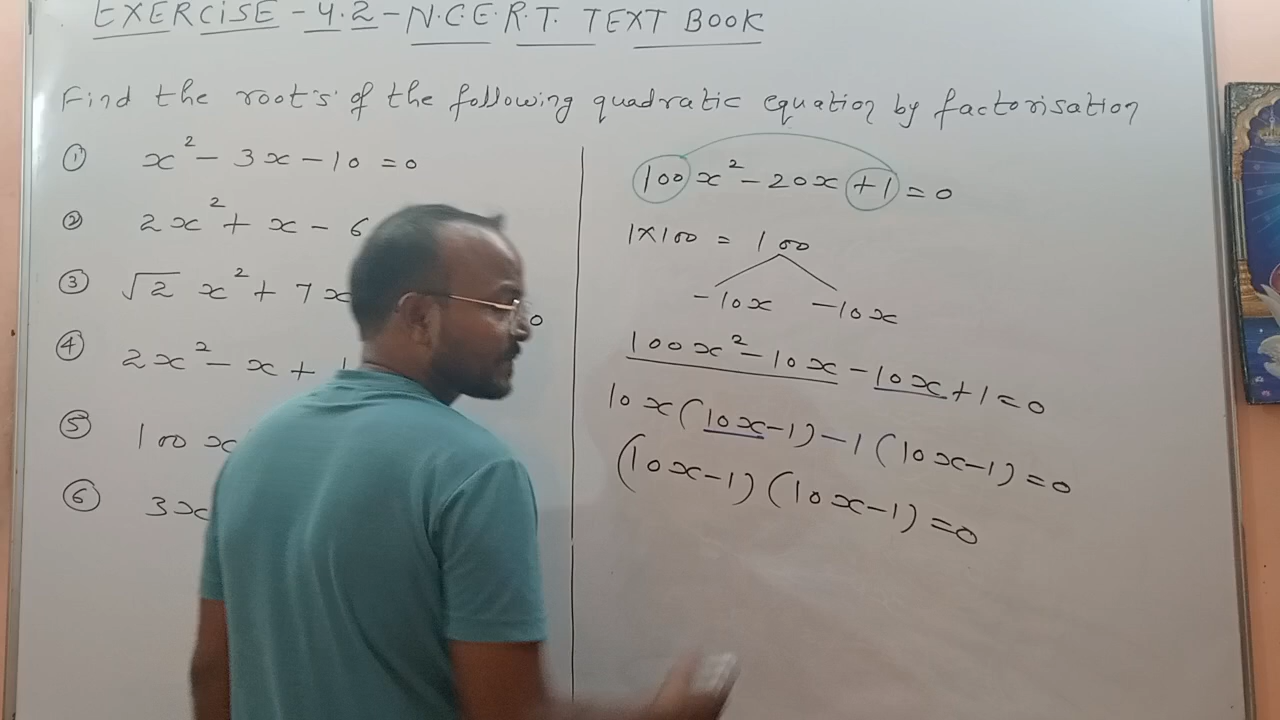 EXERCISE - 4.2 - N.C.E.R.T. TEXT BOOK
Find the root's of the following quadratic equation by factorisation
① x² - 3x - 10 = 0
② 2x² + x - 6
③ √2 x² + 7x
0
④ 2x² - x + 1
⑤ 100x
⑥ 3x
100x² - 20x + 1 = 0
1×100 = 100
-10x -10x
100x² - 10x - 10x + 1 = 0
10x(10x-1) - 1(10x-1) = 0
(10x-1)(10x-1) = 0